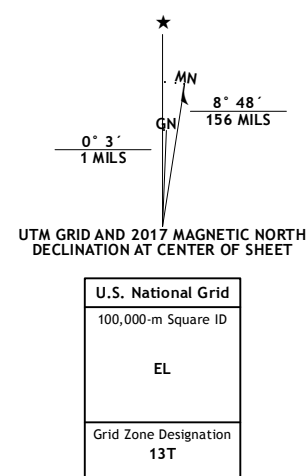 ★
MN
GN
8° 48´
156 MILS
0° 3´
1 MILS
UTM GRID AND 2017 MAGNETIC NORTH
DECLINATION AT CENTER OF SHEET
U.S. National Grid
100,000-m Square ID
EL
Grid Zone Designation
13T